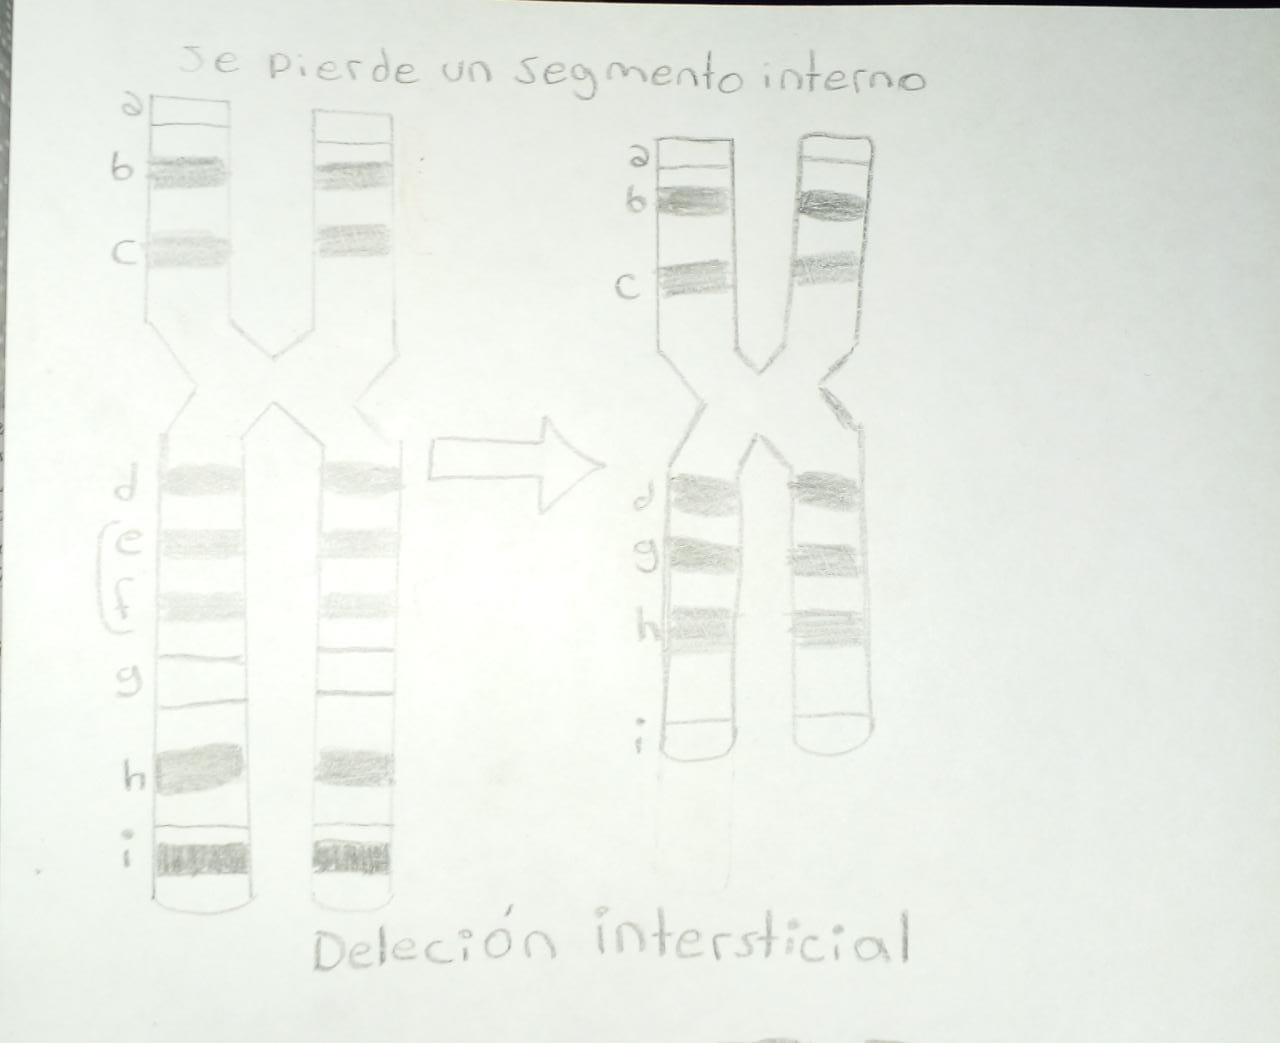 Se pierde un segmento interno
a
b
c
d
e
f
g
h
i
a
b
c
d
g
h
i
Deleción intersticial